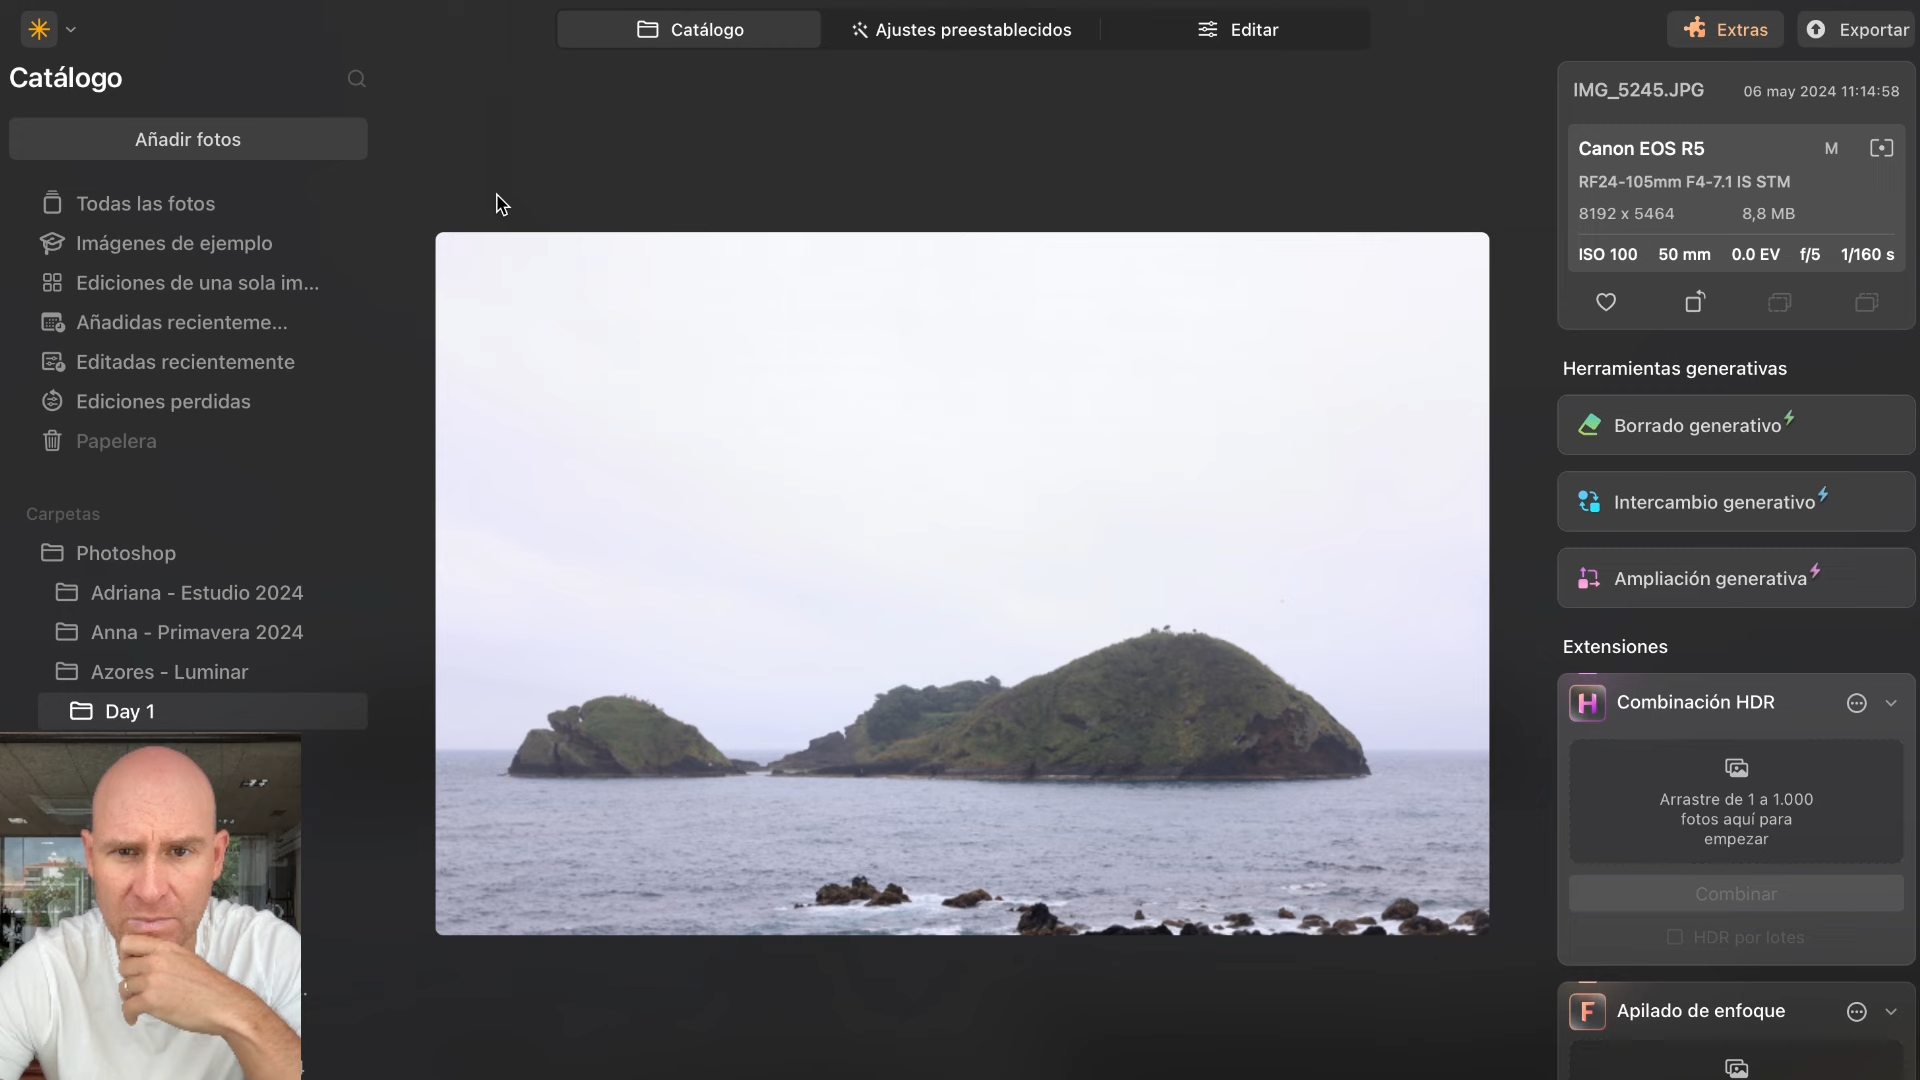 Catálogo
Ajustes preestablecidos
Editar
Extras
Exportar
Catálogo
Añadir fotos
Todas las fotos
Imágenes de ejemplo
Ediciones de una sola im...
Añadidas recienteme...
Editadas recientemente
Ediciones perdidas
Papelera
Carpetas
Photoshop
Adriana - Estudio 2024
Anna - Primavera 2024
Azores - Luminar
Day 1
IMG_5245.JPG 06 may 2024 11:14:58
Canon EOS R5 M
RF24-105mm F4-7.1 IS STM
8192 x 5464 8,8 MB
ISO 100 50 mm 0.0 EV f/5 1/160 s
Herramientas generativas
Borrado generativo
Intercambio generativo
Ampliación generativa
Extensiones
H Combinación HDR
Arrastre de 1 a 1.000
fotos aquí para
empezar
Combinar
HDR por lotes
F Apilado de enfoque